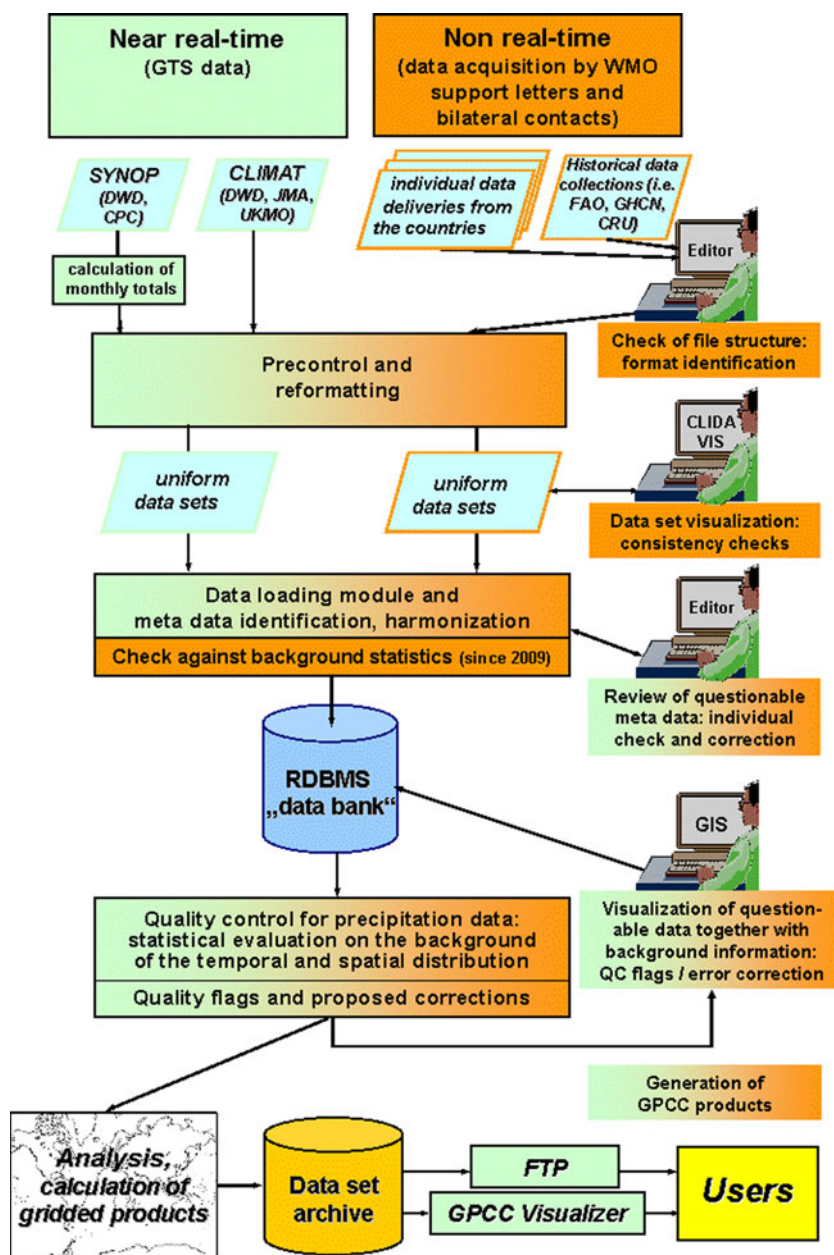 Near real-time
(GTS data)
Non real-time
(data acquisition by WMO
support letters and
bilateral contacts)
SYNOP
(DWD,
CPC)
CLIMAT
(DWD, JMA,
UKMO)
individual data
deliveries from
the countries
Historical data
collections (i.e.
FAO, GHCN,
CRU)
Editor
calculation of
monthly totals
Check of file structure:
format identification
Precontrol and
reformatting
CLIDA
VIS
uniform
data sets
uniform
data sets
Data set visualization:
consistency checks
Data loading module and
meta data identification, harmonization
Check against background statistics (since 2009)
Editor
Review of questionable
meta data: individual
check and correction
RDBMS
„data bank“
GIS
Quality control for precipitation data:
statistical evaluation on the background
of the temporal and spatial distribution
Quality flags and proposed corrections
Visualization of question-
able data together with
background information:
QC flags / error correction
Generation of
GPCC products
Analysis,
calculation of
gridded products
Data set
archive
FTP
GPCC Visualizer
Users